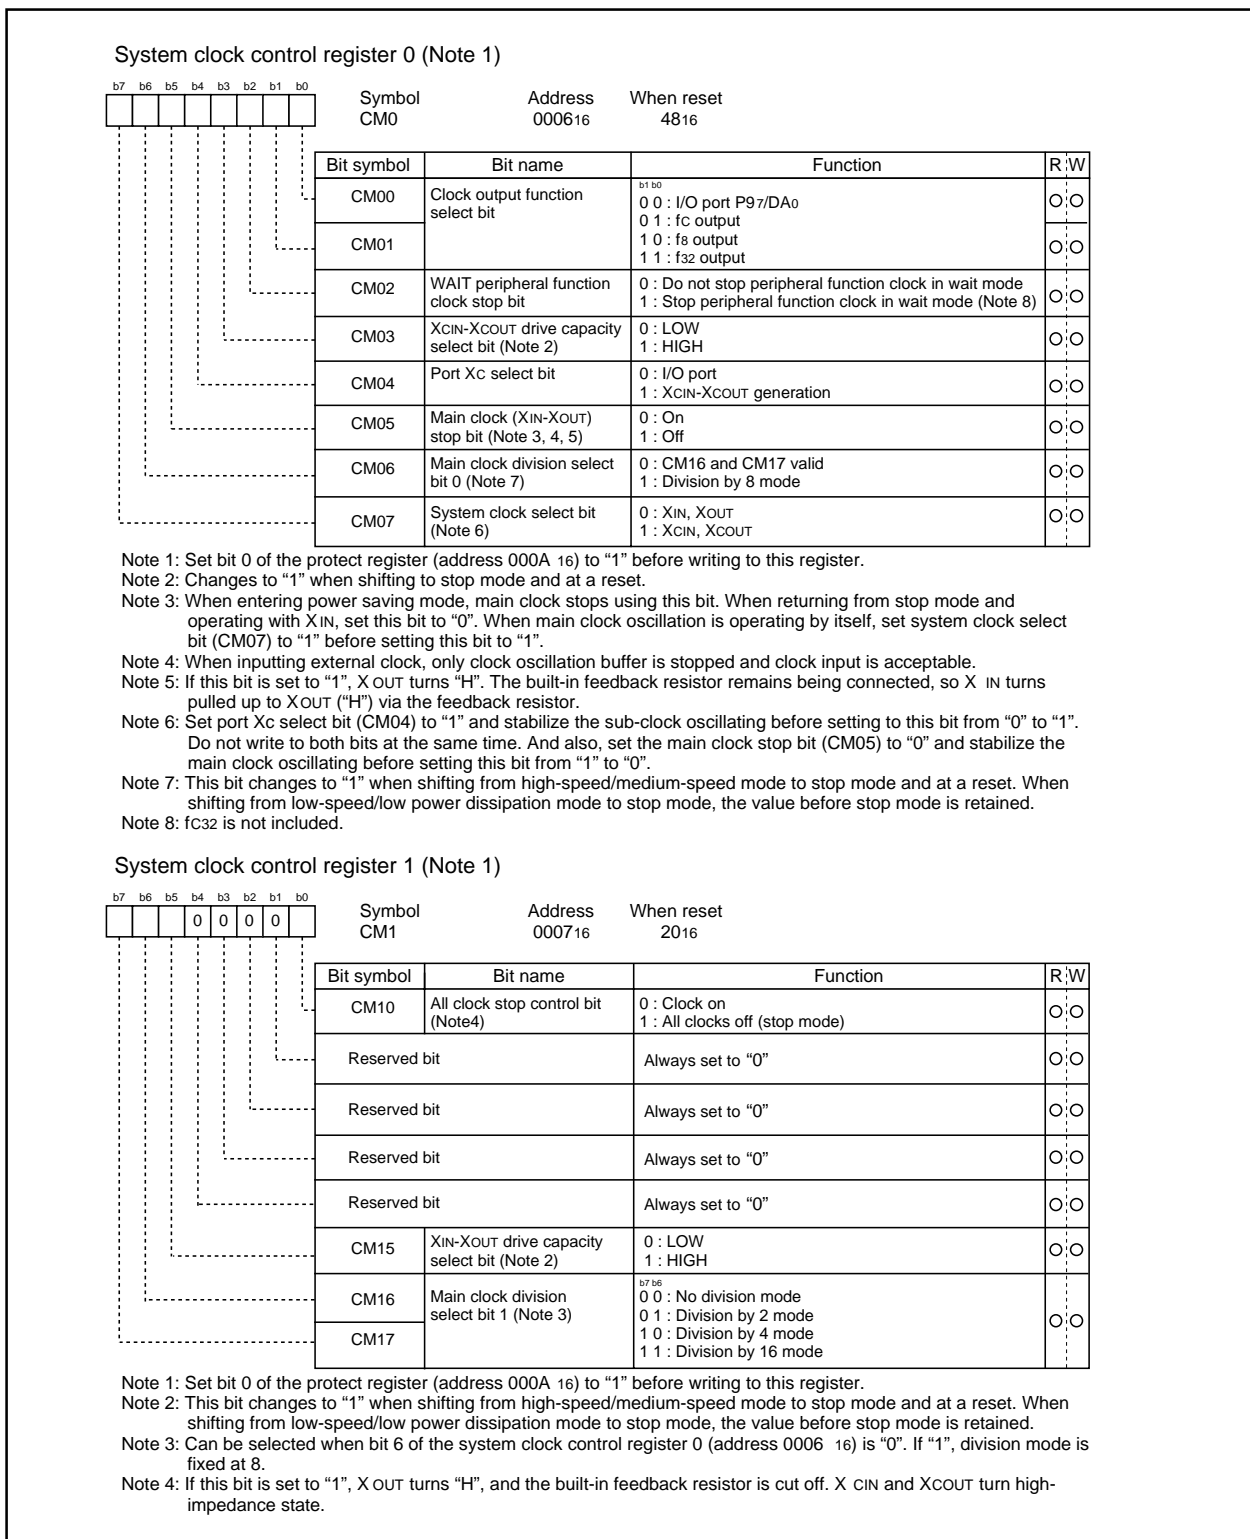 System clock control register 0 (Note 1)
b7 b6 b5 b4 b3 b2 b1 b0
Symbol Address When reset
CM0 000616 4816
Bit symbol Bit name Function R W
CM00 Clock output function select bit
b1 b0
0 0 : I/O port P97/DA0
0 1 : fC output
CM01
1 0 : f8 output
1 1 : f32 output
CM02 WAIT peripheral function clock stop bit
0 : Do not stop peripheral function clock in wait mode
1 : Stop peripheral function clock in wait mode (Note 8)
CM03 XCIN-XCOUT drive capacity select bit (Note 2)
0 : LOW
1 : HIGH
CM04 Port XC select bit
0 : I/O port
1 : XCIN-XCOUT generation
CM05 Main clock (XIN-XOUT) stop bit (Note 3, 4, 5)
0 : On
1 : Off
CM06 Main clock division select bit 0 (Note 7)
0 : CM16 and CM17 valid
1 : Division by 8 mode
CM07 System clock select bit (Note 6)
0 : XIN, XOUT
1 : XCIN, XCOUT
Note 1: Set bit 0 of the protect register (address 000A 16) to “1” before writing to this register.
Note 2: Changes to “1” when shifting to stop mode and at a reset.
Note 3: When entering power saving mode, main clock stops using this bit. When returning from stop mode and
operating with XIN, set this bit to “0”. When main clock oscillation is operating by itself, set system clock select
bit (CM07) to “1” before setting this bit to “1”.
Note 4: When inputting external clock, only clock oscillation buffer is stopped and clock input is acceptable.
Note 5: If this bit is set to “1”, X OUT turns “H”. The built-in feedback resistor remains being connected, so X IN turns
pulled up to XOUT (“H”) via the feedback resistor.
Note 6: Set port Xc select bit (CM04) to “1” and stabilize the sub-clock oscillating before setting to this bit from “0” to “1”.
Do not write to both bits at the same time. And also, set the main clock stop bit (CM05) to “0” and stabilize the
main clock oscillating before setting this bit from “1” to “0”.
Note 7: This bit changes to “1” when shifting from high-speed/medium-speed mode to stop mode and at a reset. When
shifting from low-speed/low power dissipation mode to stop mode, the value before stop mode is retained.
Note 8: fC32 is not included.
System clock control register 1 (Note 1)
b7 b6 b5 b4 b3 b2 b1 b0
0 0 0 0
Symbol Address When reset
CM1 000716 2016
Bit symbol Bit name Function R W
CM10 All clock stop control bit (Note4)
0 : Clock on
1 : All clocks off (stop mode)
Reserved bit Always set to “0”
Reserved bit Always set to “0”
Reserved bit Always set to “0”
Reserved bit Always set to “0”
CM15 XIN-XOUT drive capacity select bit (Note 2)
0 : LOW
1 : HIGH
CM16 Main clock division select bit 1 (Note 3)
b7 b6
0 0 : No division mode
0 1 : Division by 2 mode
CM17
1 0 : Division by 4 mode
1 1 : Division by 16 mode
Note 1: Set bit 0 of the protect register (address 000A 16) to “1” before writing to this register.
Note 2: This bit changes to “1” when shifting from high-speed/medium-speed mode to stop mode and at a reset. When
shifting from low-speed/low power dissipation mode to stop mode, the value before stop mode is retained.
Note 3: Can be selected when bit 6 of the system clock control register 0 (address 0006 16) is “0”. If “1”, division mode is
fixed at 8.
Note 4: If this bit is set to “1”, X OUT turns “H”, and the built-in feedback resistor is cut off. X CIN and XCOUT turn high-
impedance state.